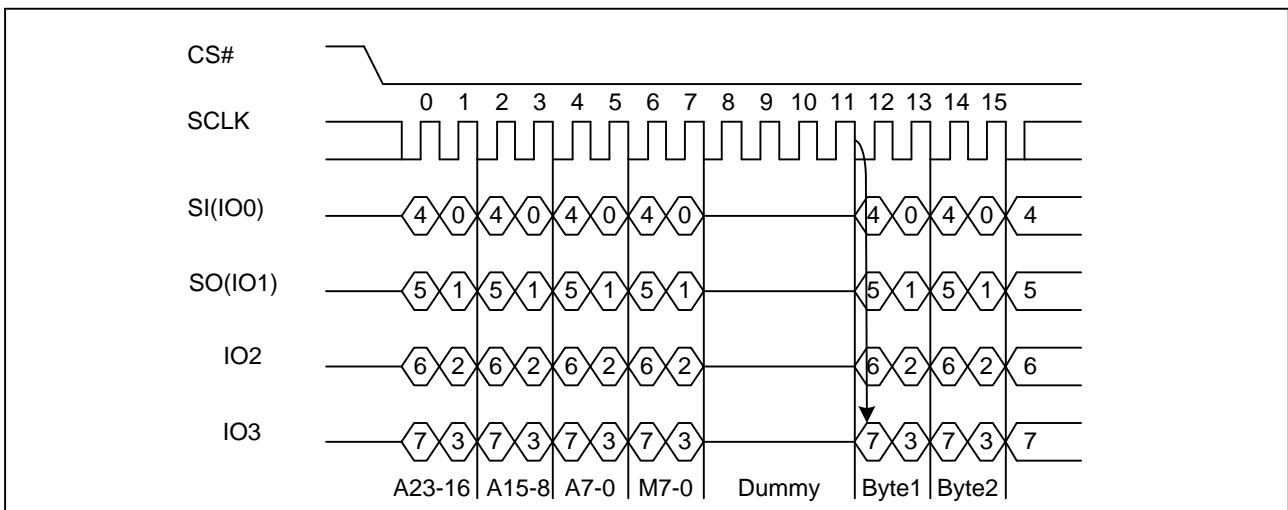 CS#
0 1 2 3 4 5 6 7 8 9 10 11 12 13 14 15
SCLK
SI(IO0) 4 0 4 0 4 0 4 0 4 0 4 0 4
SO(IO1) 5 1 5 1 5 1 5 1 5 1 5 1 5
IO2 6 2 6 2 6 2 6 2 6 2 6 2 6
IO3 7 3 7 3 7 3 7 3 7 3 7 3 7
A23-16 A15-8 A7-0 M7-0 Dummy Byte1 Byte2